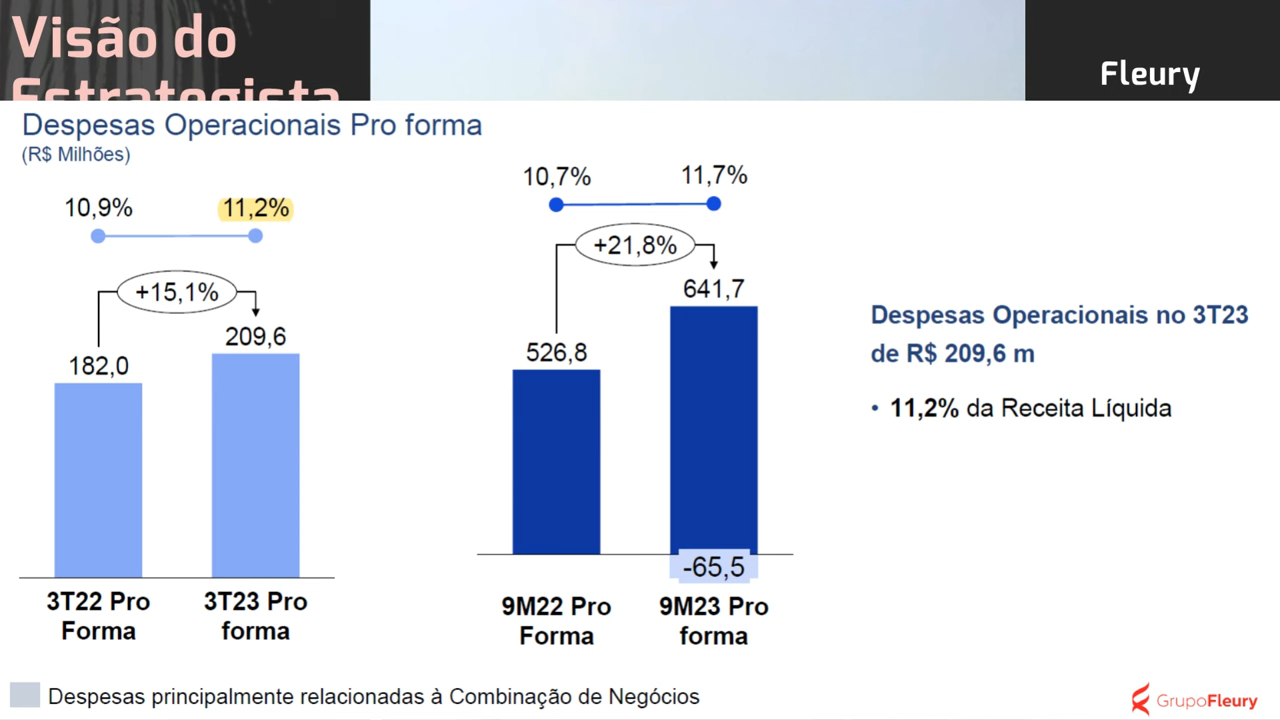 Visão do
Estrategista
Fleury
Despesas Operacionais Pro forma
(R$ Milhões)
10,9%
11,2%
+15,1%
182,0
209,6
3T22 Pro
Forma
3T23 Pro
forma
10,7%
11,7%
+21,8%
526,8
641,7
-65,5
9M22 Pro
Forma
9M23 Pro
forma
Despesas Operacionais no 3T23
de R$ 209,6 m
• 11,2% da Receita Líquida
Despesas principalmente relacionadas à Combinação de Negócios
GrupoFleury